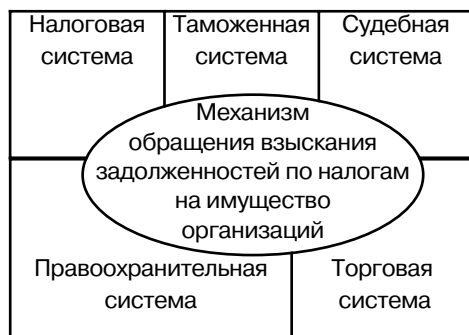 Налоговая
система
Таможенная
система
Судебная
система
Механизм
обращения взыскания
задолженностей по налогам
на имущество
организаций
Правоохранительная
система
Торговая
система